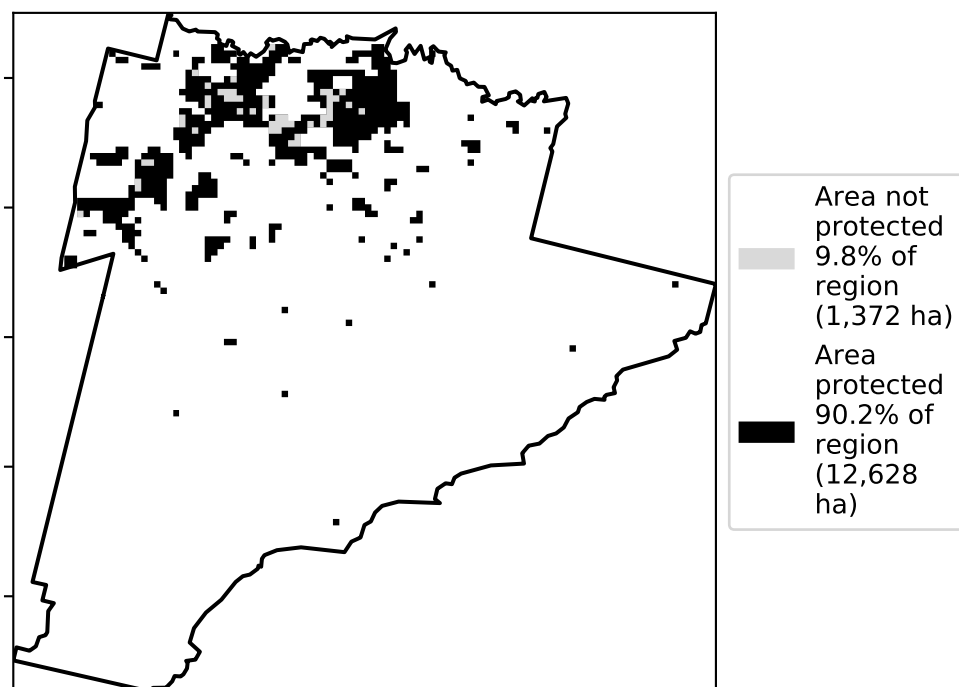 Area not
protected
9.8% of
region
(1,372 ha)
Area
protected
90.2% of
region
(12,628
ha)